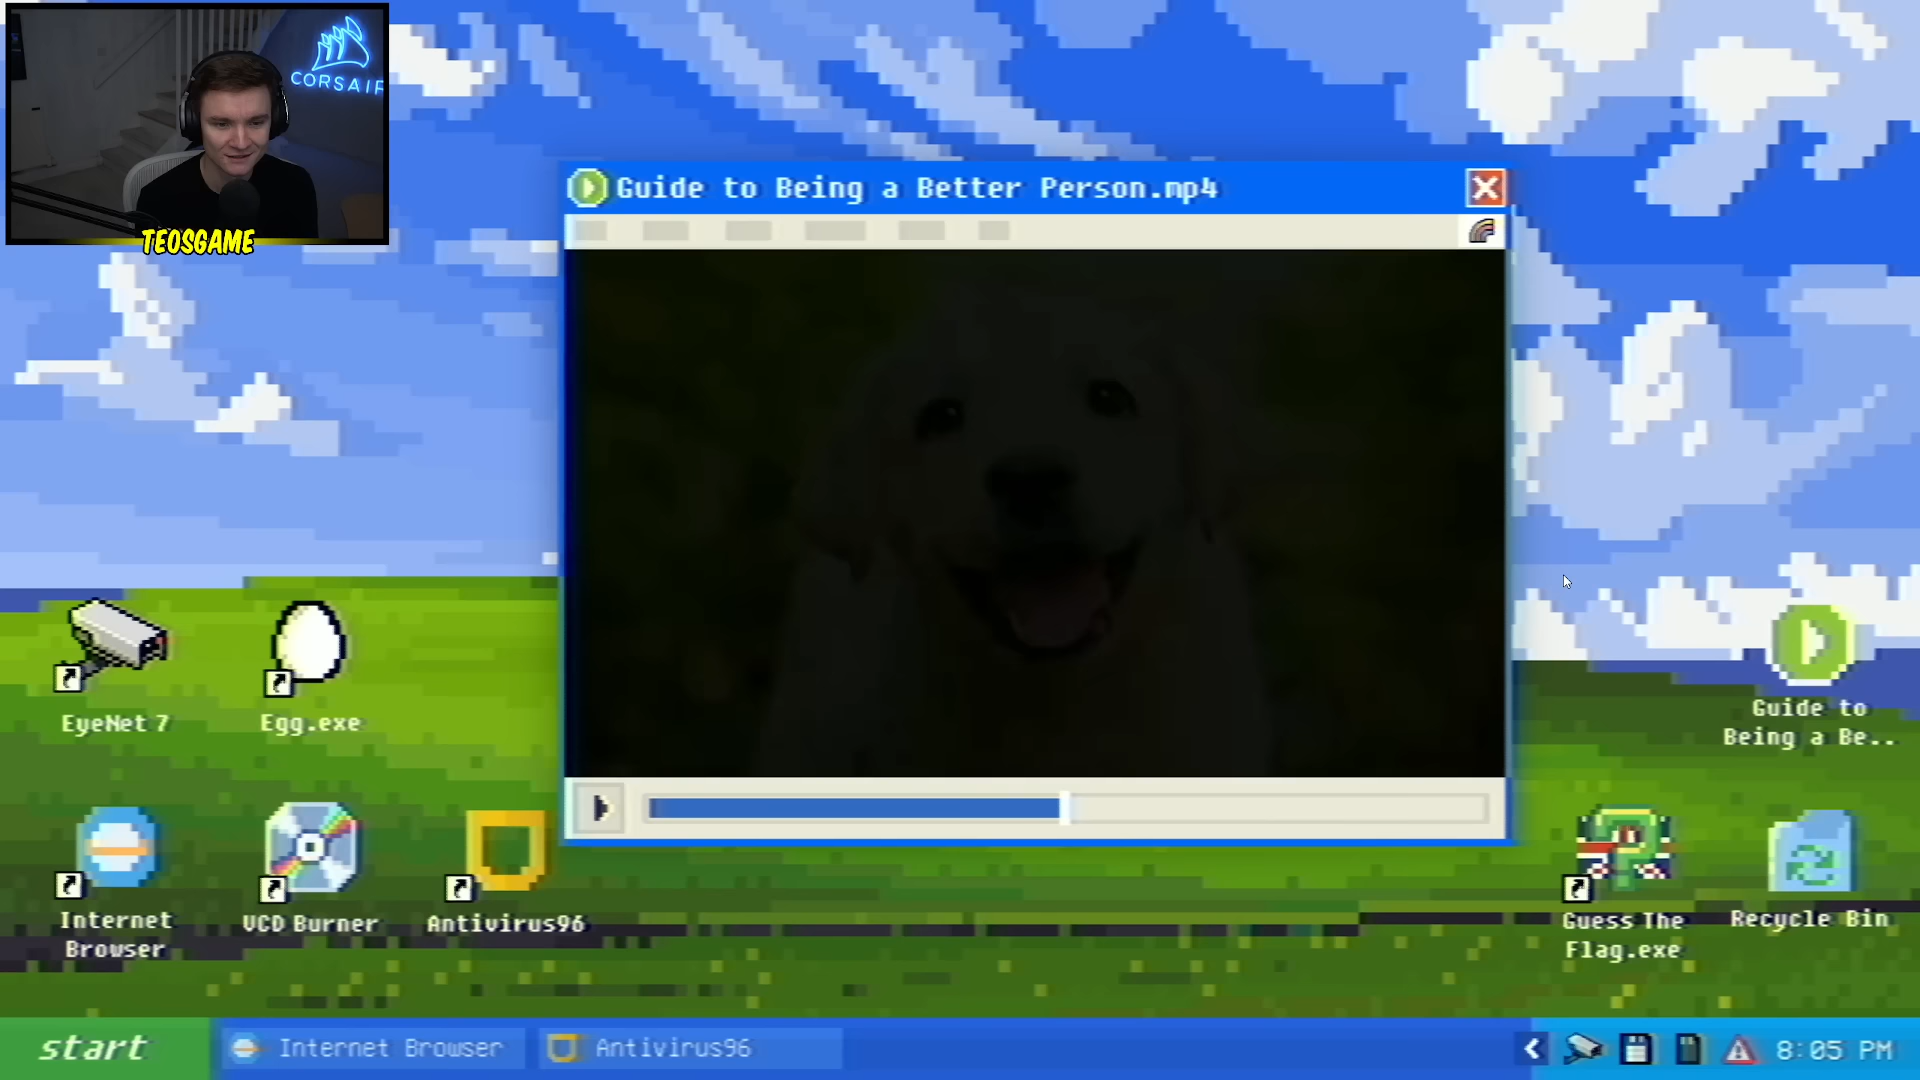 CORSAIR
TEOSGAME
Guide to Being a Better Person.mp4
EyeNet 7
Egg.exe
Guide to
Being a Be..
Internet
Browser
VCD Burner
Antivirus96
Guess The
Flag.exe
Recycle Bin
start
Internet Browser
Antivirus96
8:05 PM